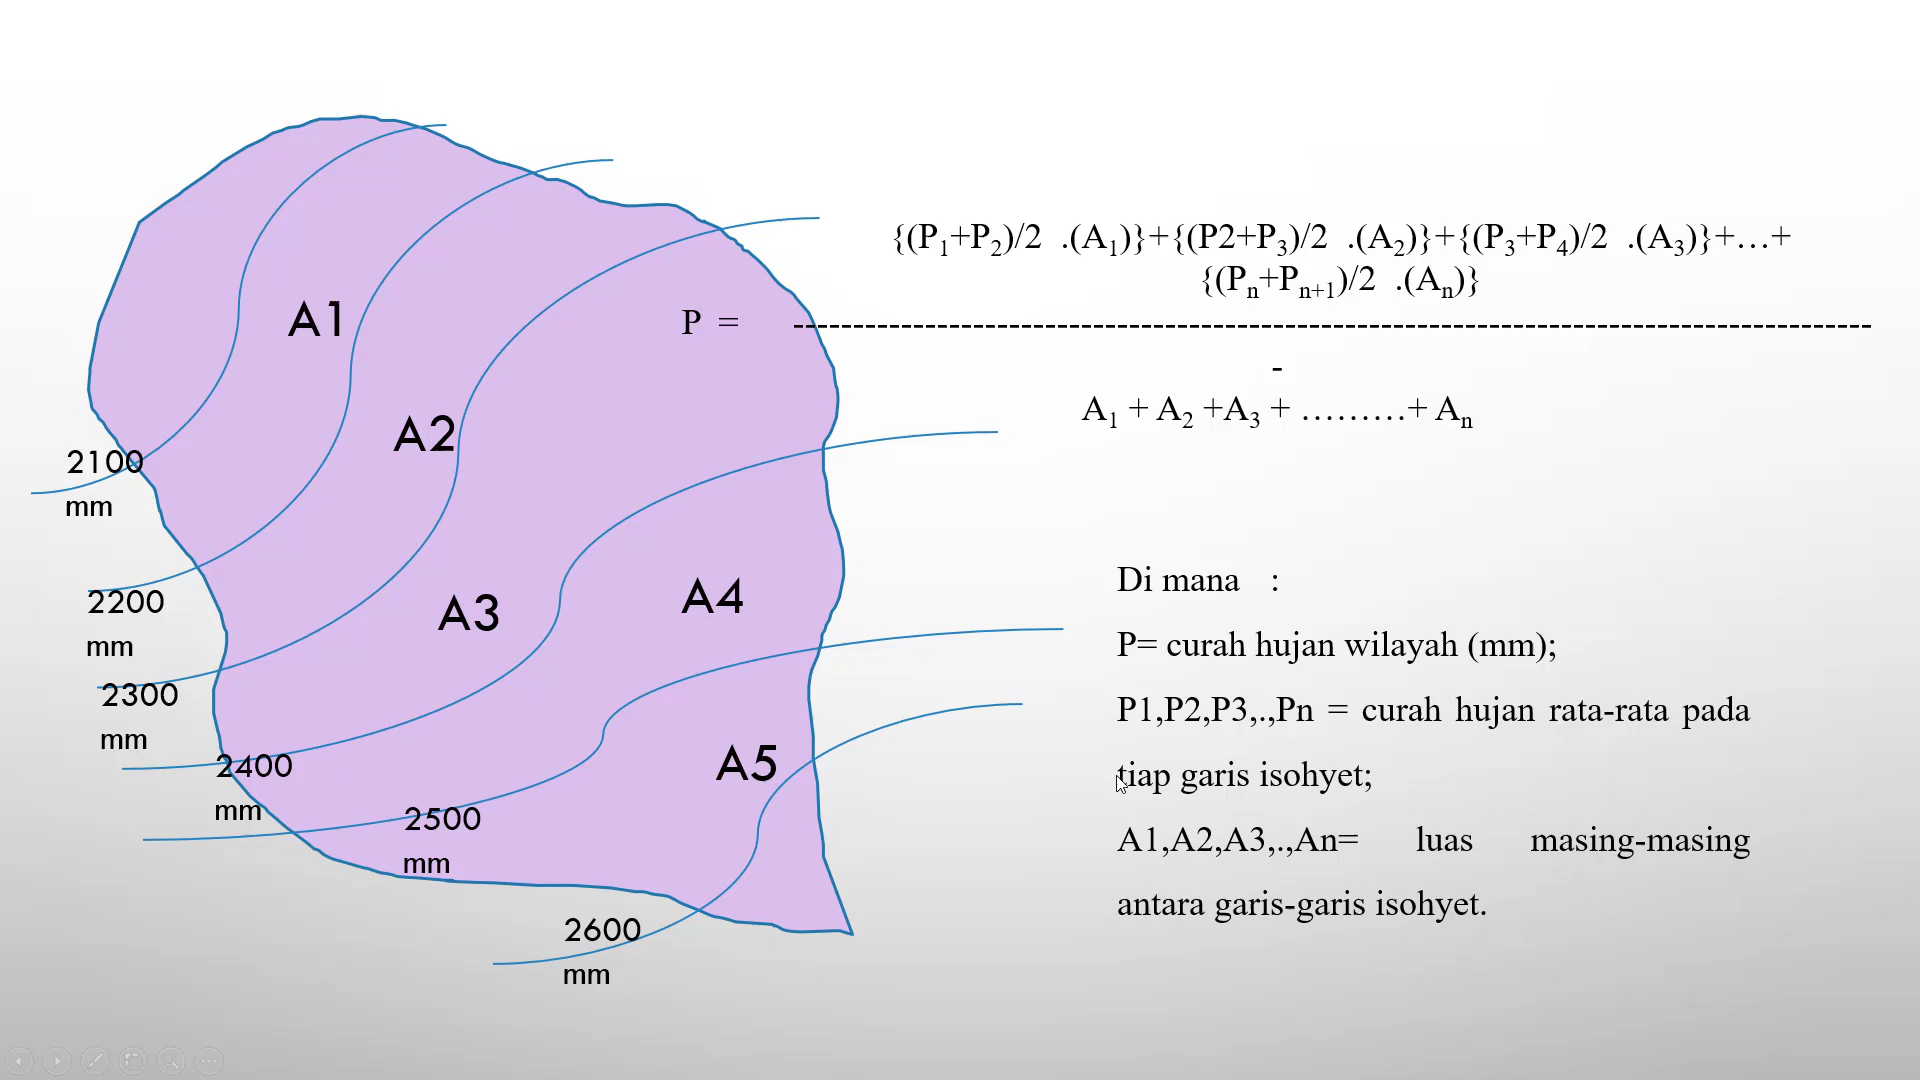 {(P₁+P₂)/2 .(A₁)}+{(P2+P₃)/2 .(A₂)}+{(P₃+P₄)/2 .(A₃)}+…+
{(Pₙ+Pₙ₊₁)/2 .(Aₙ)}
P = ------------------------------------------------------------------------------------------
-
A₁ + A₂ +A₃ + ………+ Aₙ
A1
A2
A3
A4
A5
2100
mm
2200
mm
2300
mm
2400
mm
2500
mm
2600
mm
Di mana :
P= curah hujan wilayah (mm);
P1,P2,P3,.,Pn = curah hujan rata-rata pada
tiap garis isohyet;
A1,A2,A3,.,An= luas masing-masing
antara garis-garis isohyet.